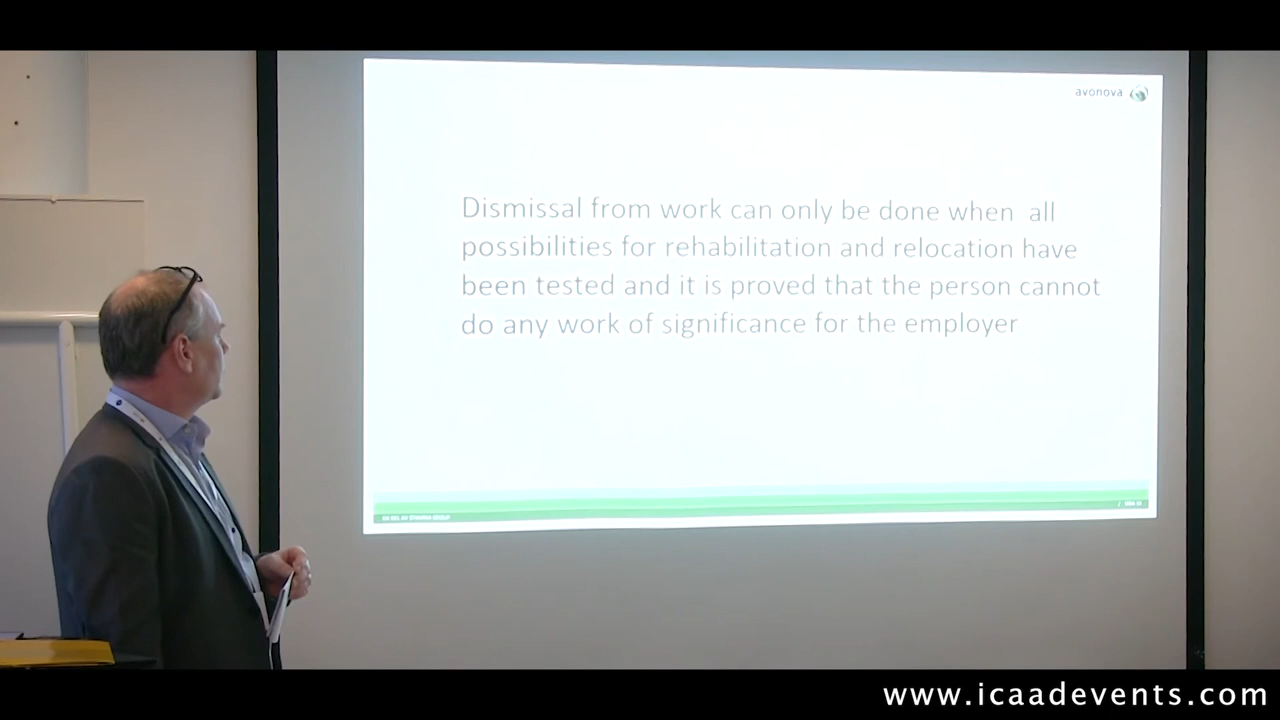 avonova
Dismissal from work can only be done when all
possibilities for rehabilitation and relocation have
been tested and it is proved that the person cannot
do any work of significance for the employer
www.icaadevents.com